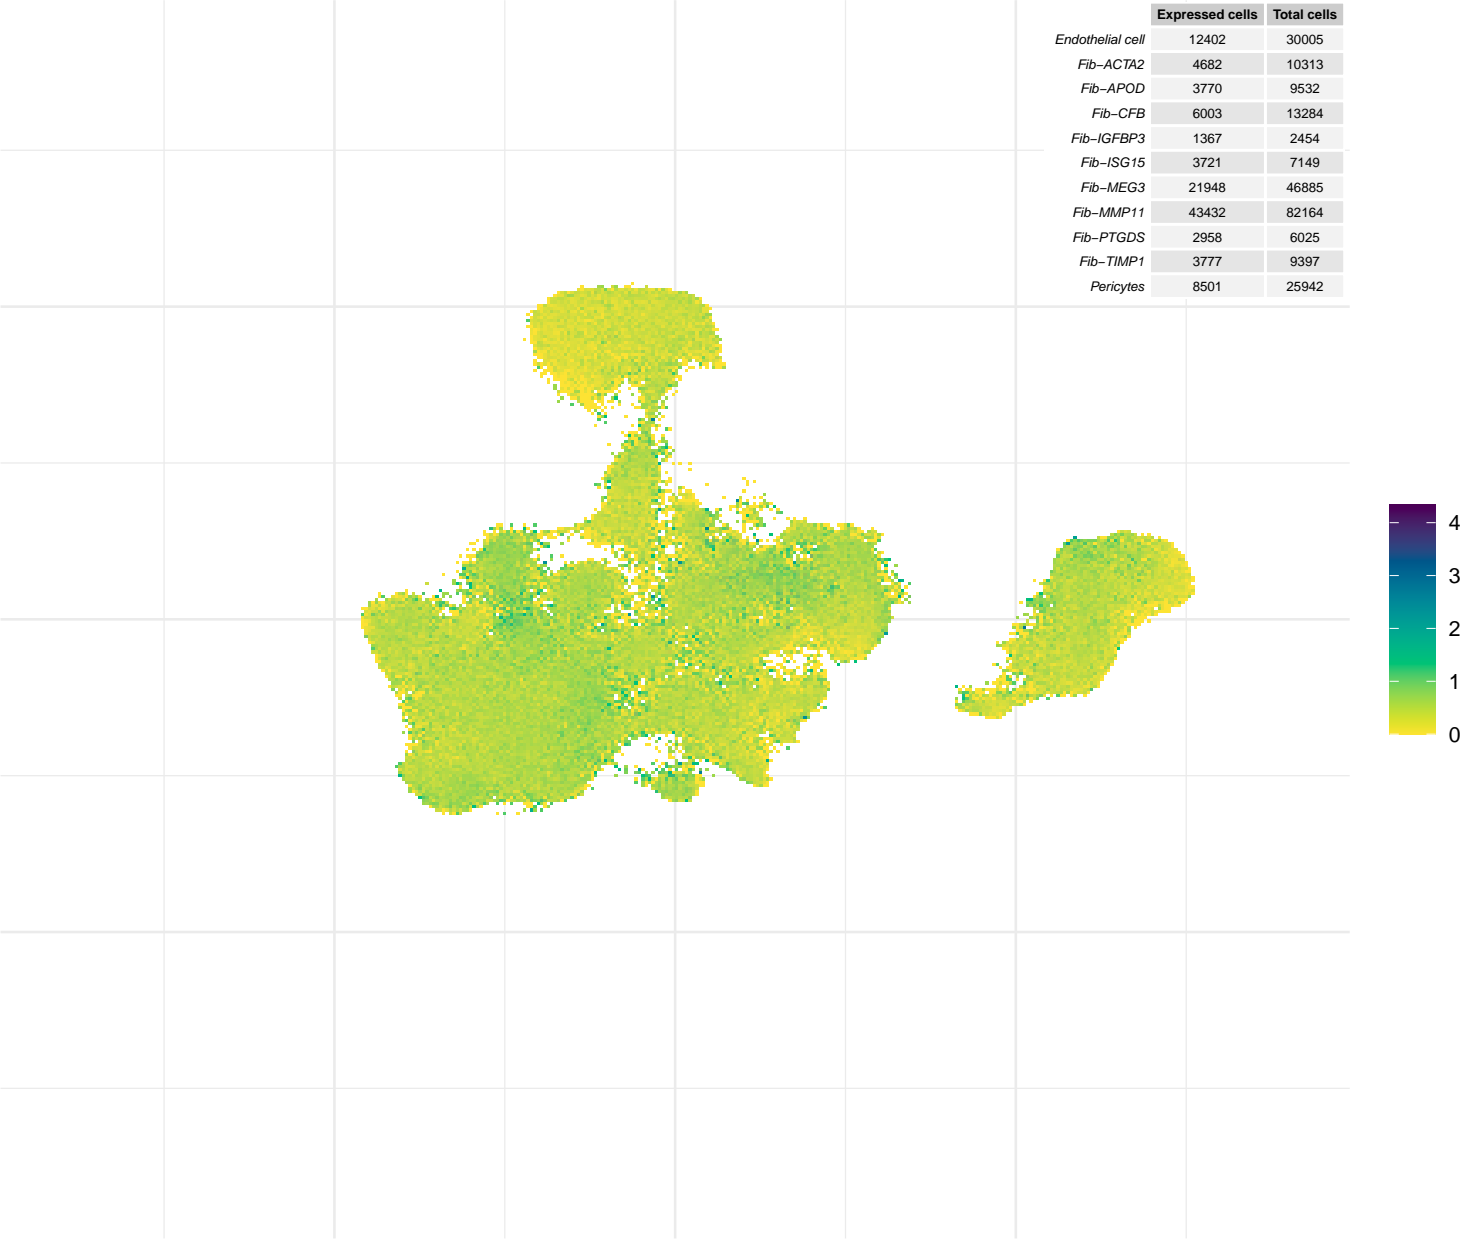 Expressed cells Total cells
Endothelial cell 12402 30005
Fib−ACTA2 4682 10313
Fib−APOD 3770 9532
Fib−CFB 6003 13284
Fib−IGFBP3 1367 2454
Fib−ISG15 3721 7149
Fib−MEG3 21948 46885
Fib−MMP11 43432 82164
Fib−PTGDS 2958 6025
Fib−TIMP1 3777 9397
Pericytes 8501 25942
4
3
2
1
0